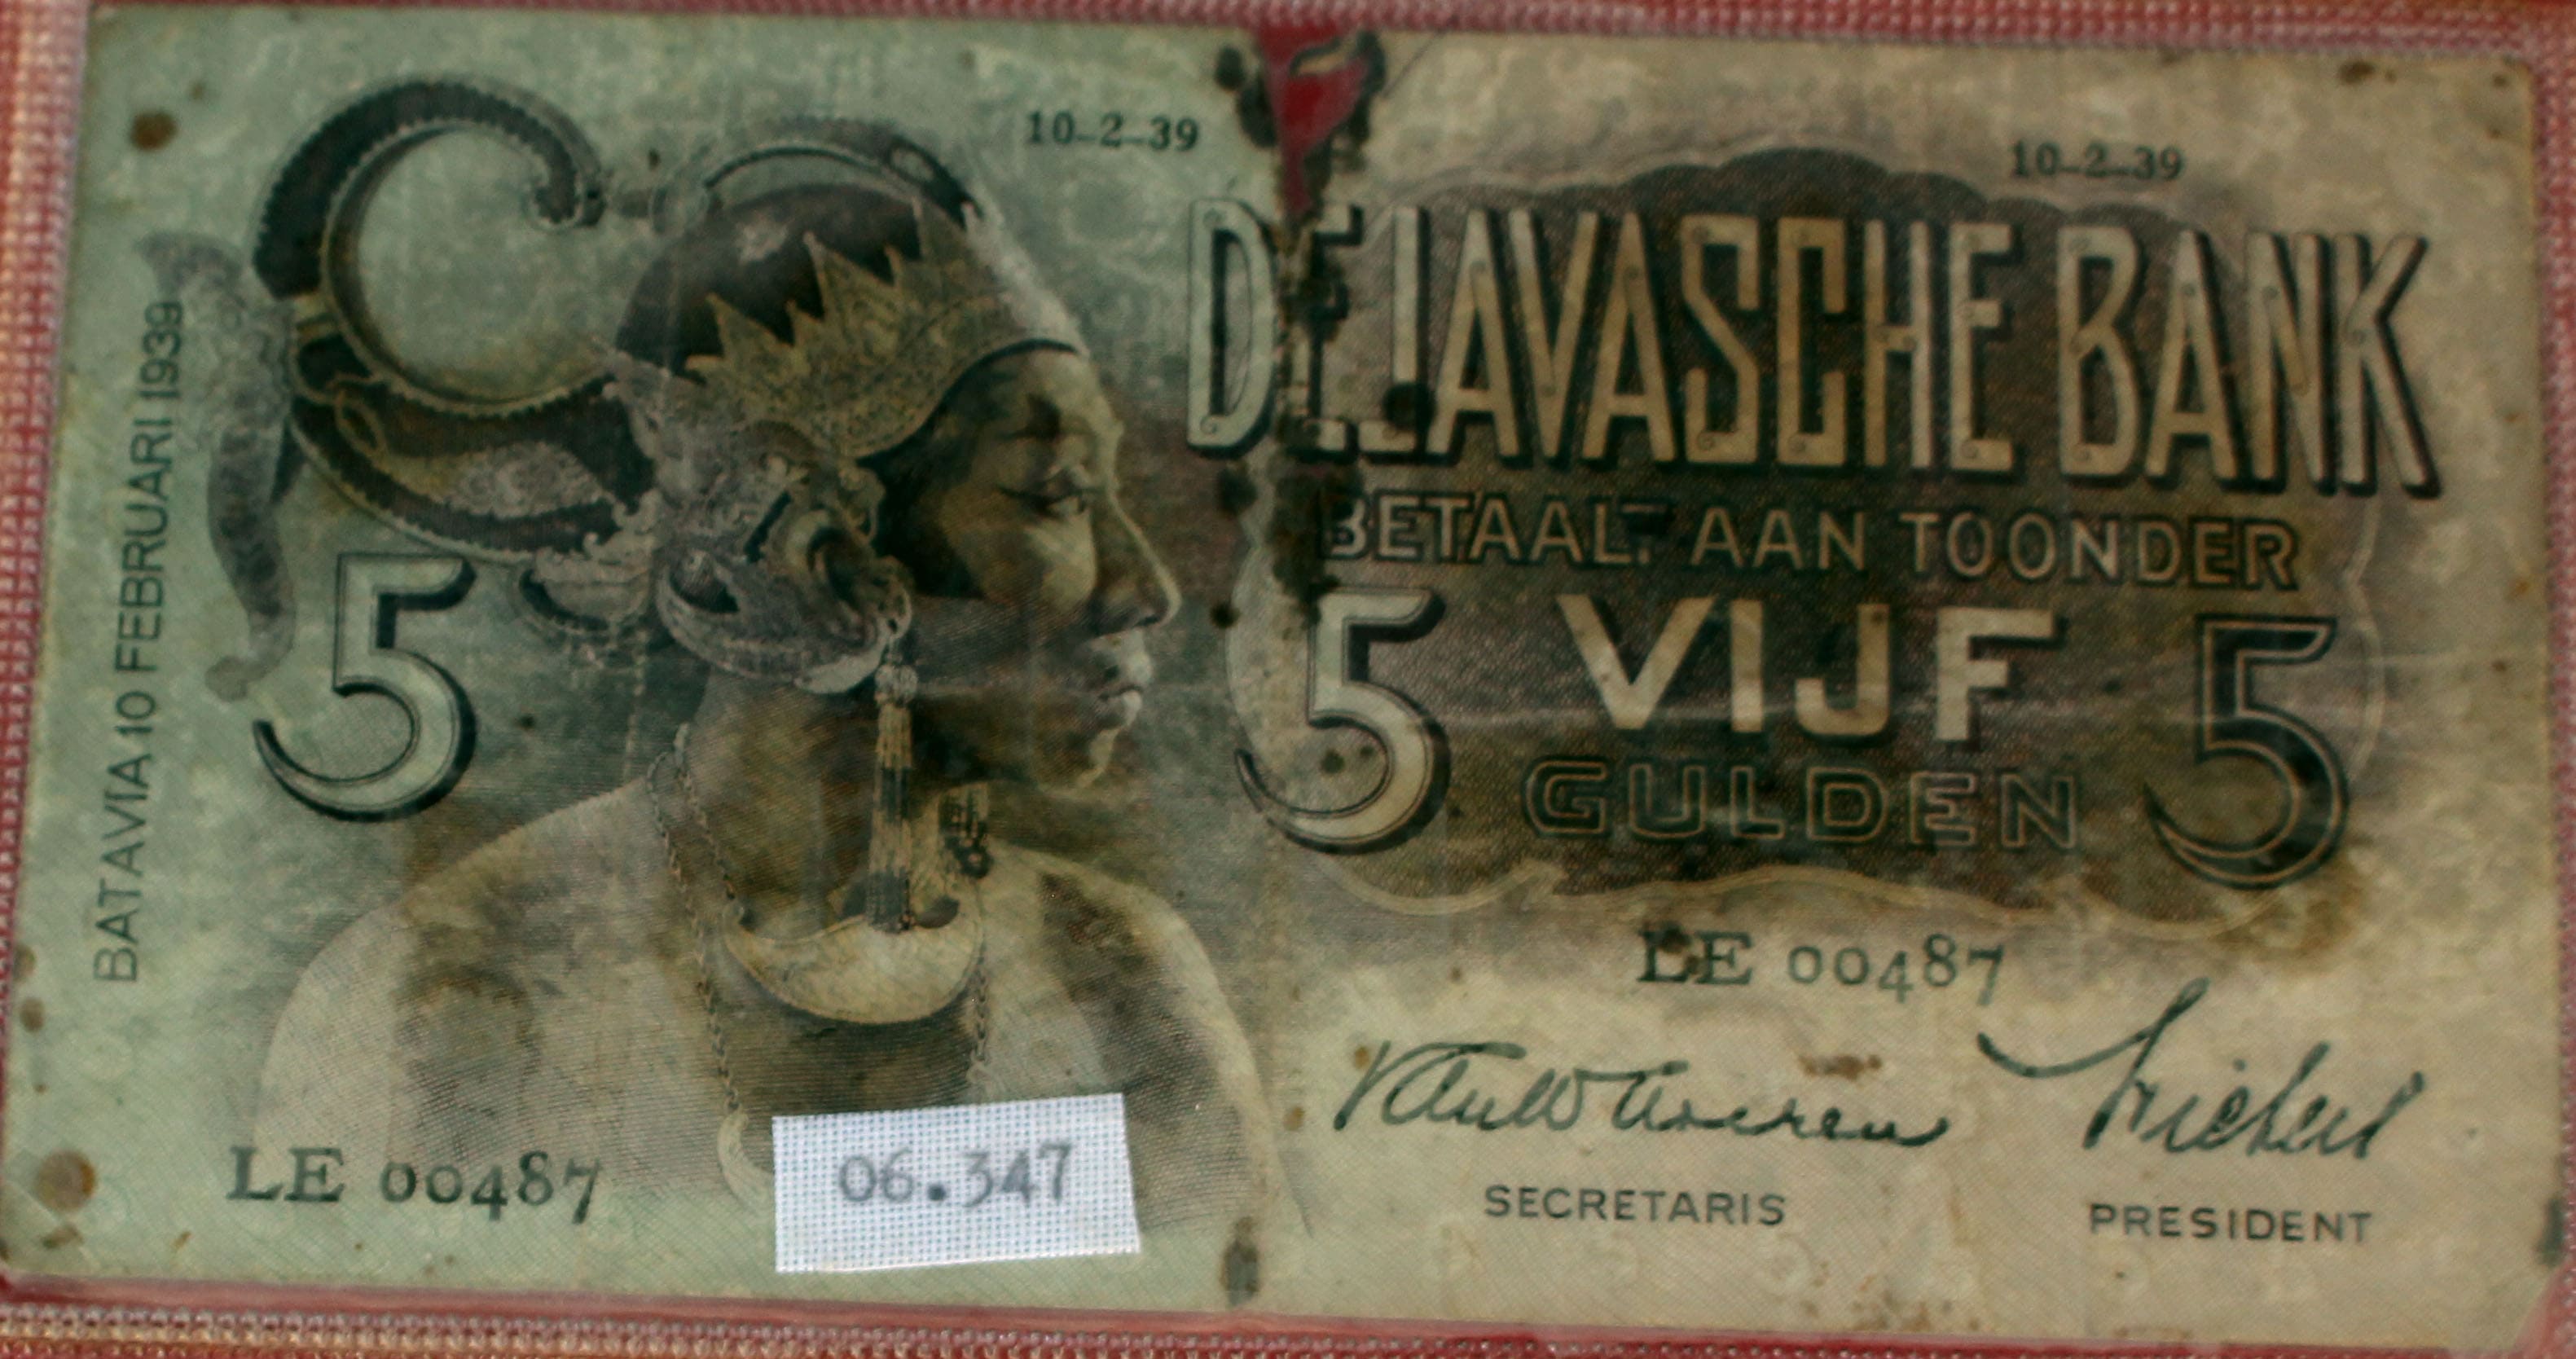 BATAVIA 10 FEBRUARI 1939
10-2-39
10-2-39
DE JAVASCHE BANK
BETAALT AAN TOONDER
5
5 VIJF 5
GULDEN
LE 00487
LE 00487
06.347
SECRETARIS
PRESIDENT